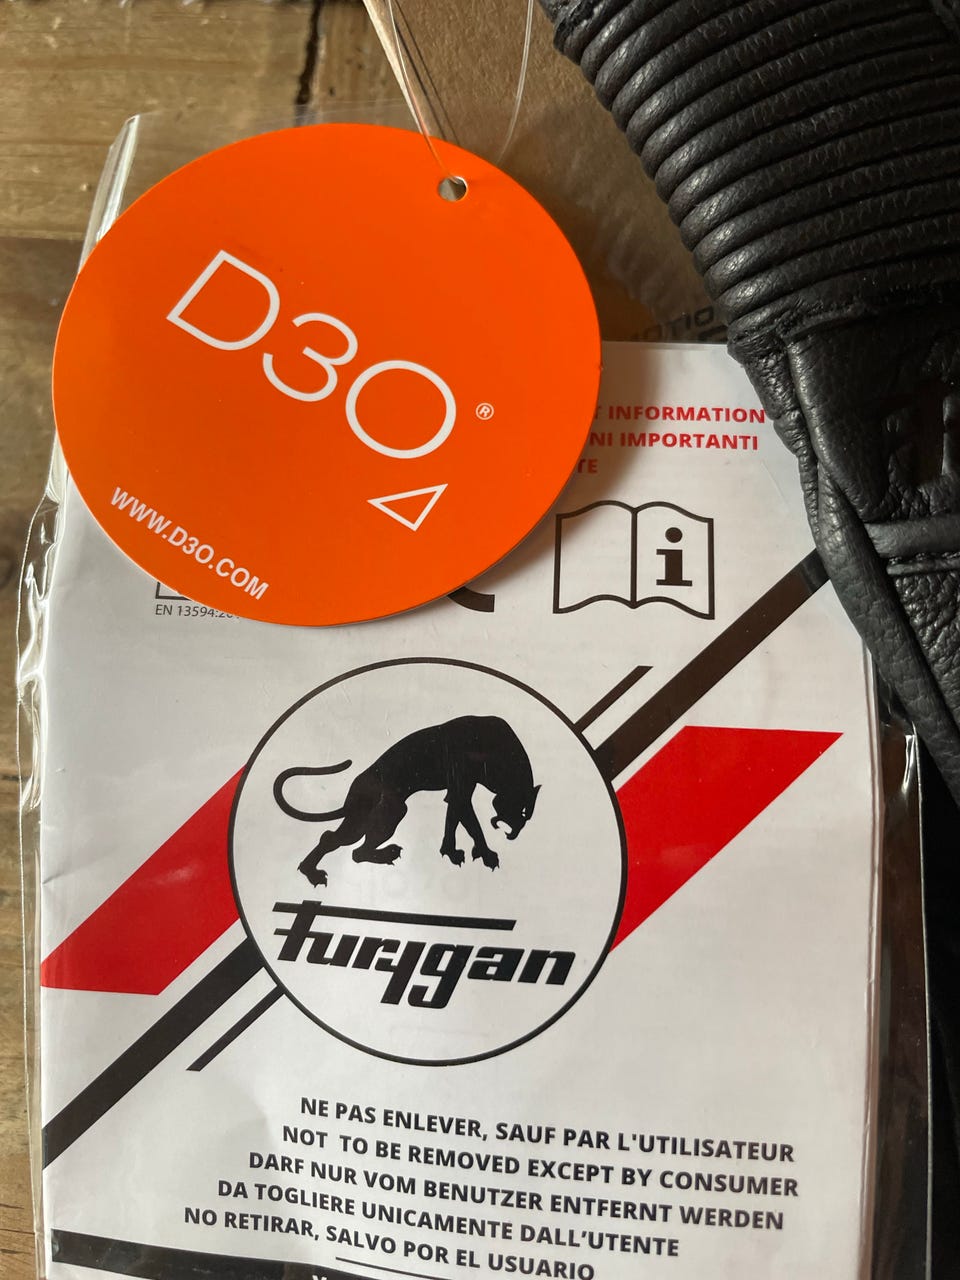 D3O®
WWW.D3O.COM
INFORMATION
NI IMPORTANTI
TE
i
EN 13594:20
furygan
NE PAS ENLEVER, SAUF PAR L'UTILISATEUR
NOT TO BE REMOVED EXCEPT BY CONSUMER
DARF NUR VOM BENUTZER ENTFERNT WERDEN
DA TOGLIERE UNICAMENTE DALL’UTENTE
NO RETIRAR, SALVO POR EL USUARIO